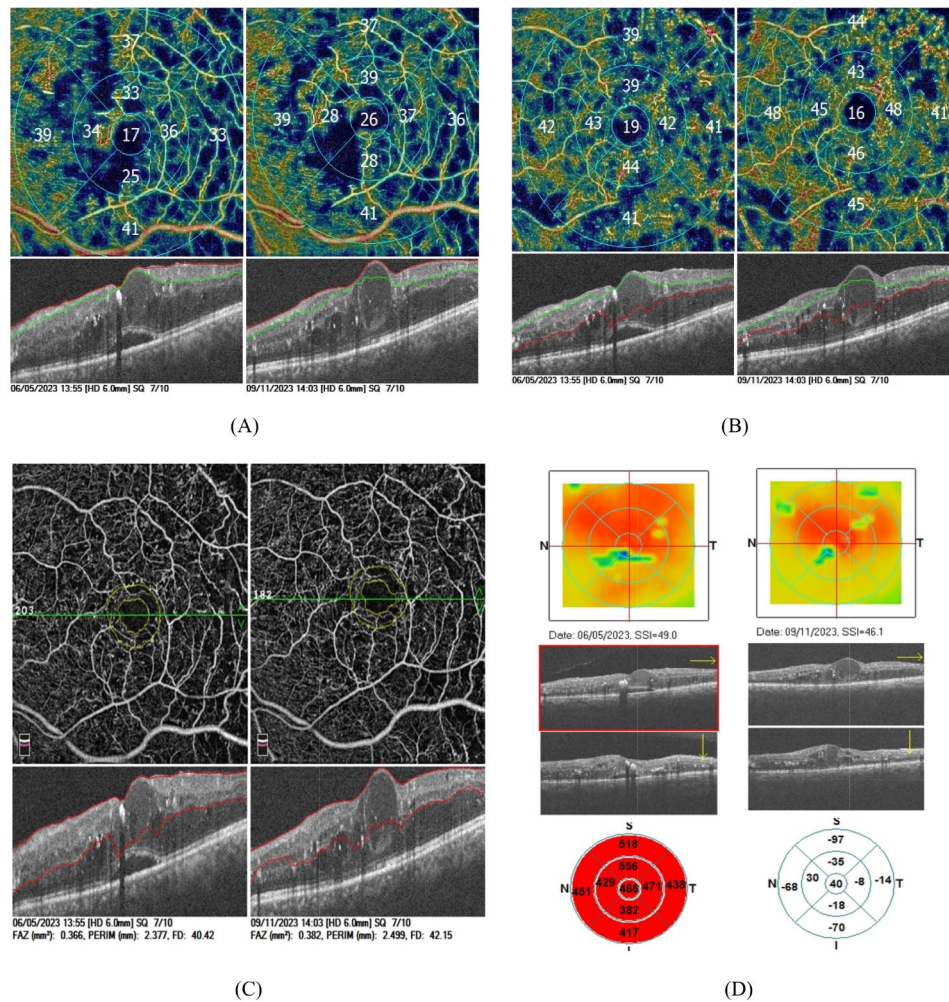 37
33
39 34 17 36 33
25
41
37
39
39 28 26 37 36
28
41
06/05/2023 13:55 [HD 6.0mm] SQ 7/10
09/11/2023 14:03 [HD 6.0mm] SQ 7/10
(A)
39
39
42 43 19 42 41
44
41
44
43
48 45 16 48 41
46
45
06/05/2023 13:55 [HD 6.0mm] SQ 7/10
09/11/2023 14:03 [HD 6.0mm] SQ 7/10
(B)
203
182
06/05/2023 13:55 [HD 6.0mm] SQ 7/10
FAZ (mm²): 0.366, PERIM (mm): 2.377, FD: 40.42
09/11/2023 14:03 [HD 6.0mm] SQ 7/10
FAZ (mm²): 0.382, PERIM (mm): 2.499, FD: 42.15
(C)
N T
Date: 06/05/2023, SSI=49.0
N T
Date: 09/11/2023, SSI=46.1
S
518
556
N 451 429 466 471 438 T
382
417
I
S
-97
-35
N -68 30 40 -8 -14 T
-18
-70
I
(D)